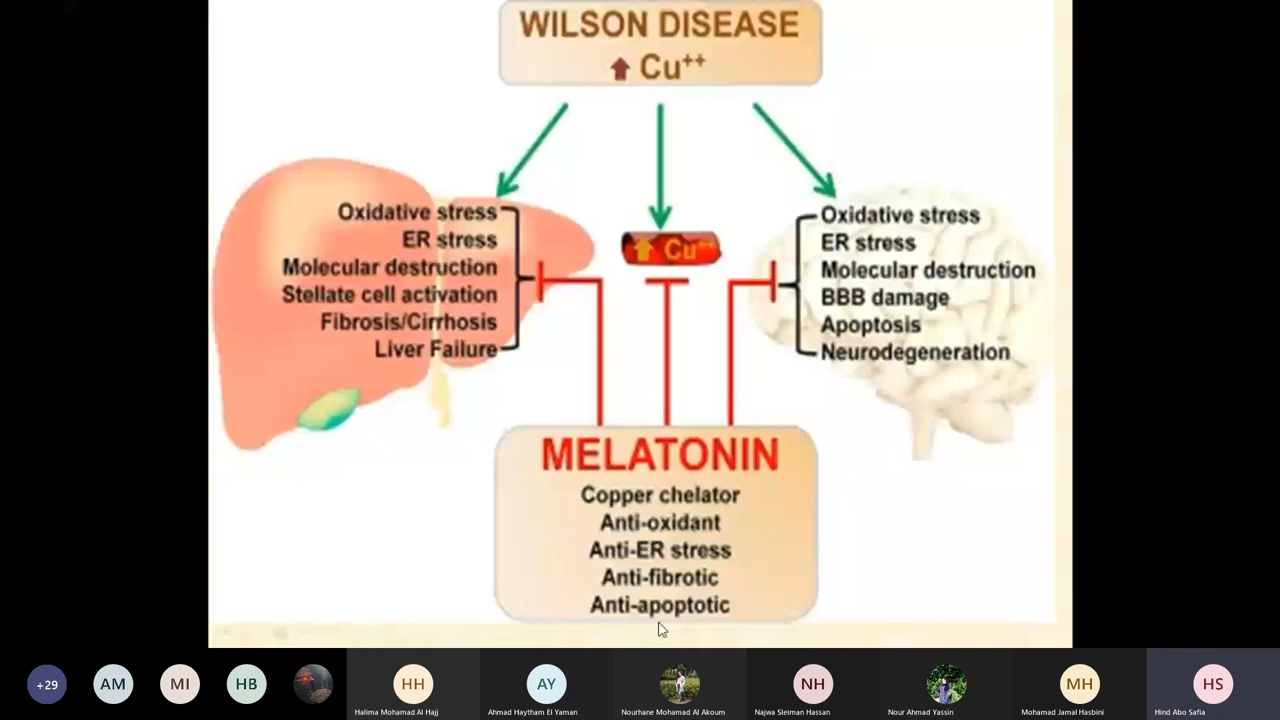 WILSON DISEASE
Cu++
Oxidative stress
ER stress
Molecular destruction
Stellate cell activation
Fibrosis/Cirrhosis
Liver Failure
Cu++
Oxidative stress
ER stress
Molecular destruction
BBB damage
Apoptosis
Neurodegeneration
MELATONIN
Copper chelator
Anti-oxidant
Anti-ER stress
Anti-fibrotic
Anti-apoptotic
+29
AM
MI
HB
HH
AY
NH
MH
HS
Halima Mohamad Al Hajj
Ahmad Haytham El Yaman
Nourhane Mohamad Al Akoum
Najwa Sleiman Hassan
Nour Ahmad Yassin
Mohamad Jamal Hasbini
Hind Abo Safia